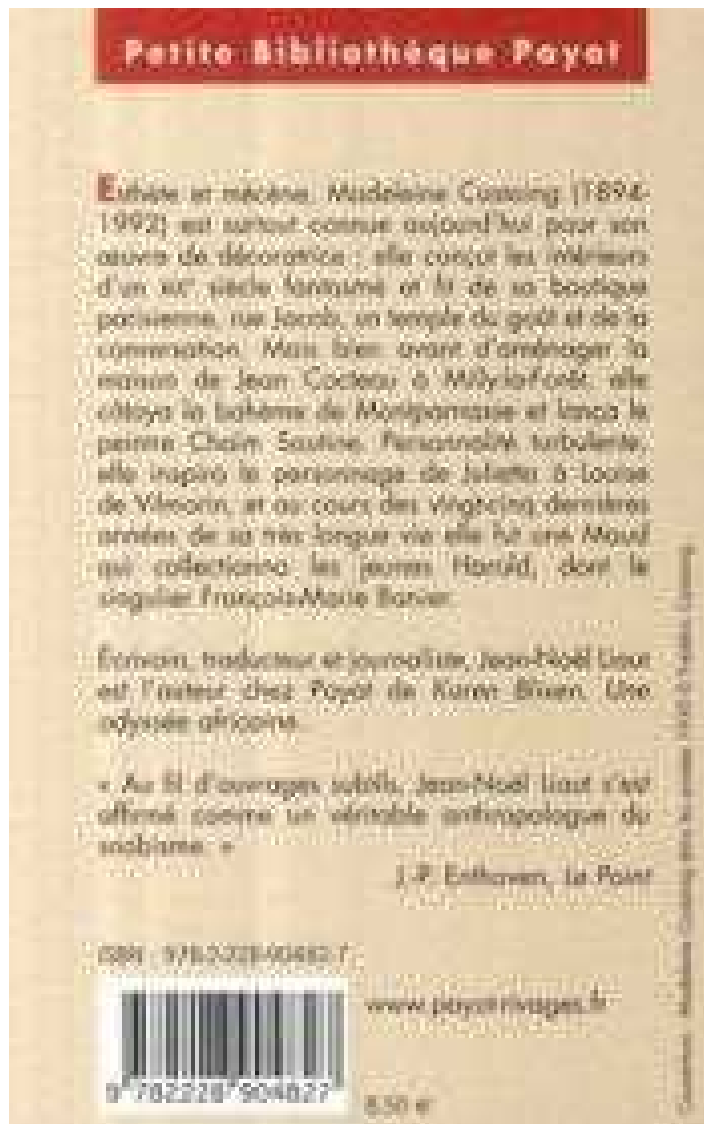 Petite Bibliothèque Payot
Esthète et mécène, Madeleine Castaing (1894-
1992) est surtout connue aujourd'hui pour son
œuvre de décoratrice : elle conçut les intérieurs
d'un XIXe siècle fantasmé et fit de sa boutique
parisienne, rue Jacob, un temple du goût et de la
conversation. Mais bien avant d'aménager la
maison de Jean Cocteau à Milly-la-Forêt, elle
côtoya la bohème de Montparnasse et lança le
peintre Chaïm Soutine. Personnalité turbulente,
elle inspira le personnage de Julietta à Louise
de Vilmorin, et au cours des vingt-cinq dernières
années de sa très longue vie elle fut une Maud
qui collectionna les jeunes Harold, dont le
singulier François-Marie Banier.
Écrivain, traducteur et journaliste, Jean-Noël Liaut
est l'auteur chez Payot de Karen Blixen. Une
odyssée africaine.
« Au fil d'ouvrages subtils, Jean-Noël Liaut s'est
affirmé comme un véritable anthropologue du
snobisme. »
J.-P. Enthoven, Le Point
ISBN : 978-2-228-90482-7
www.payot-rivages.fr
9 782228 904827
8,50 €
Couverture : Madeleine Castaing